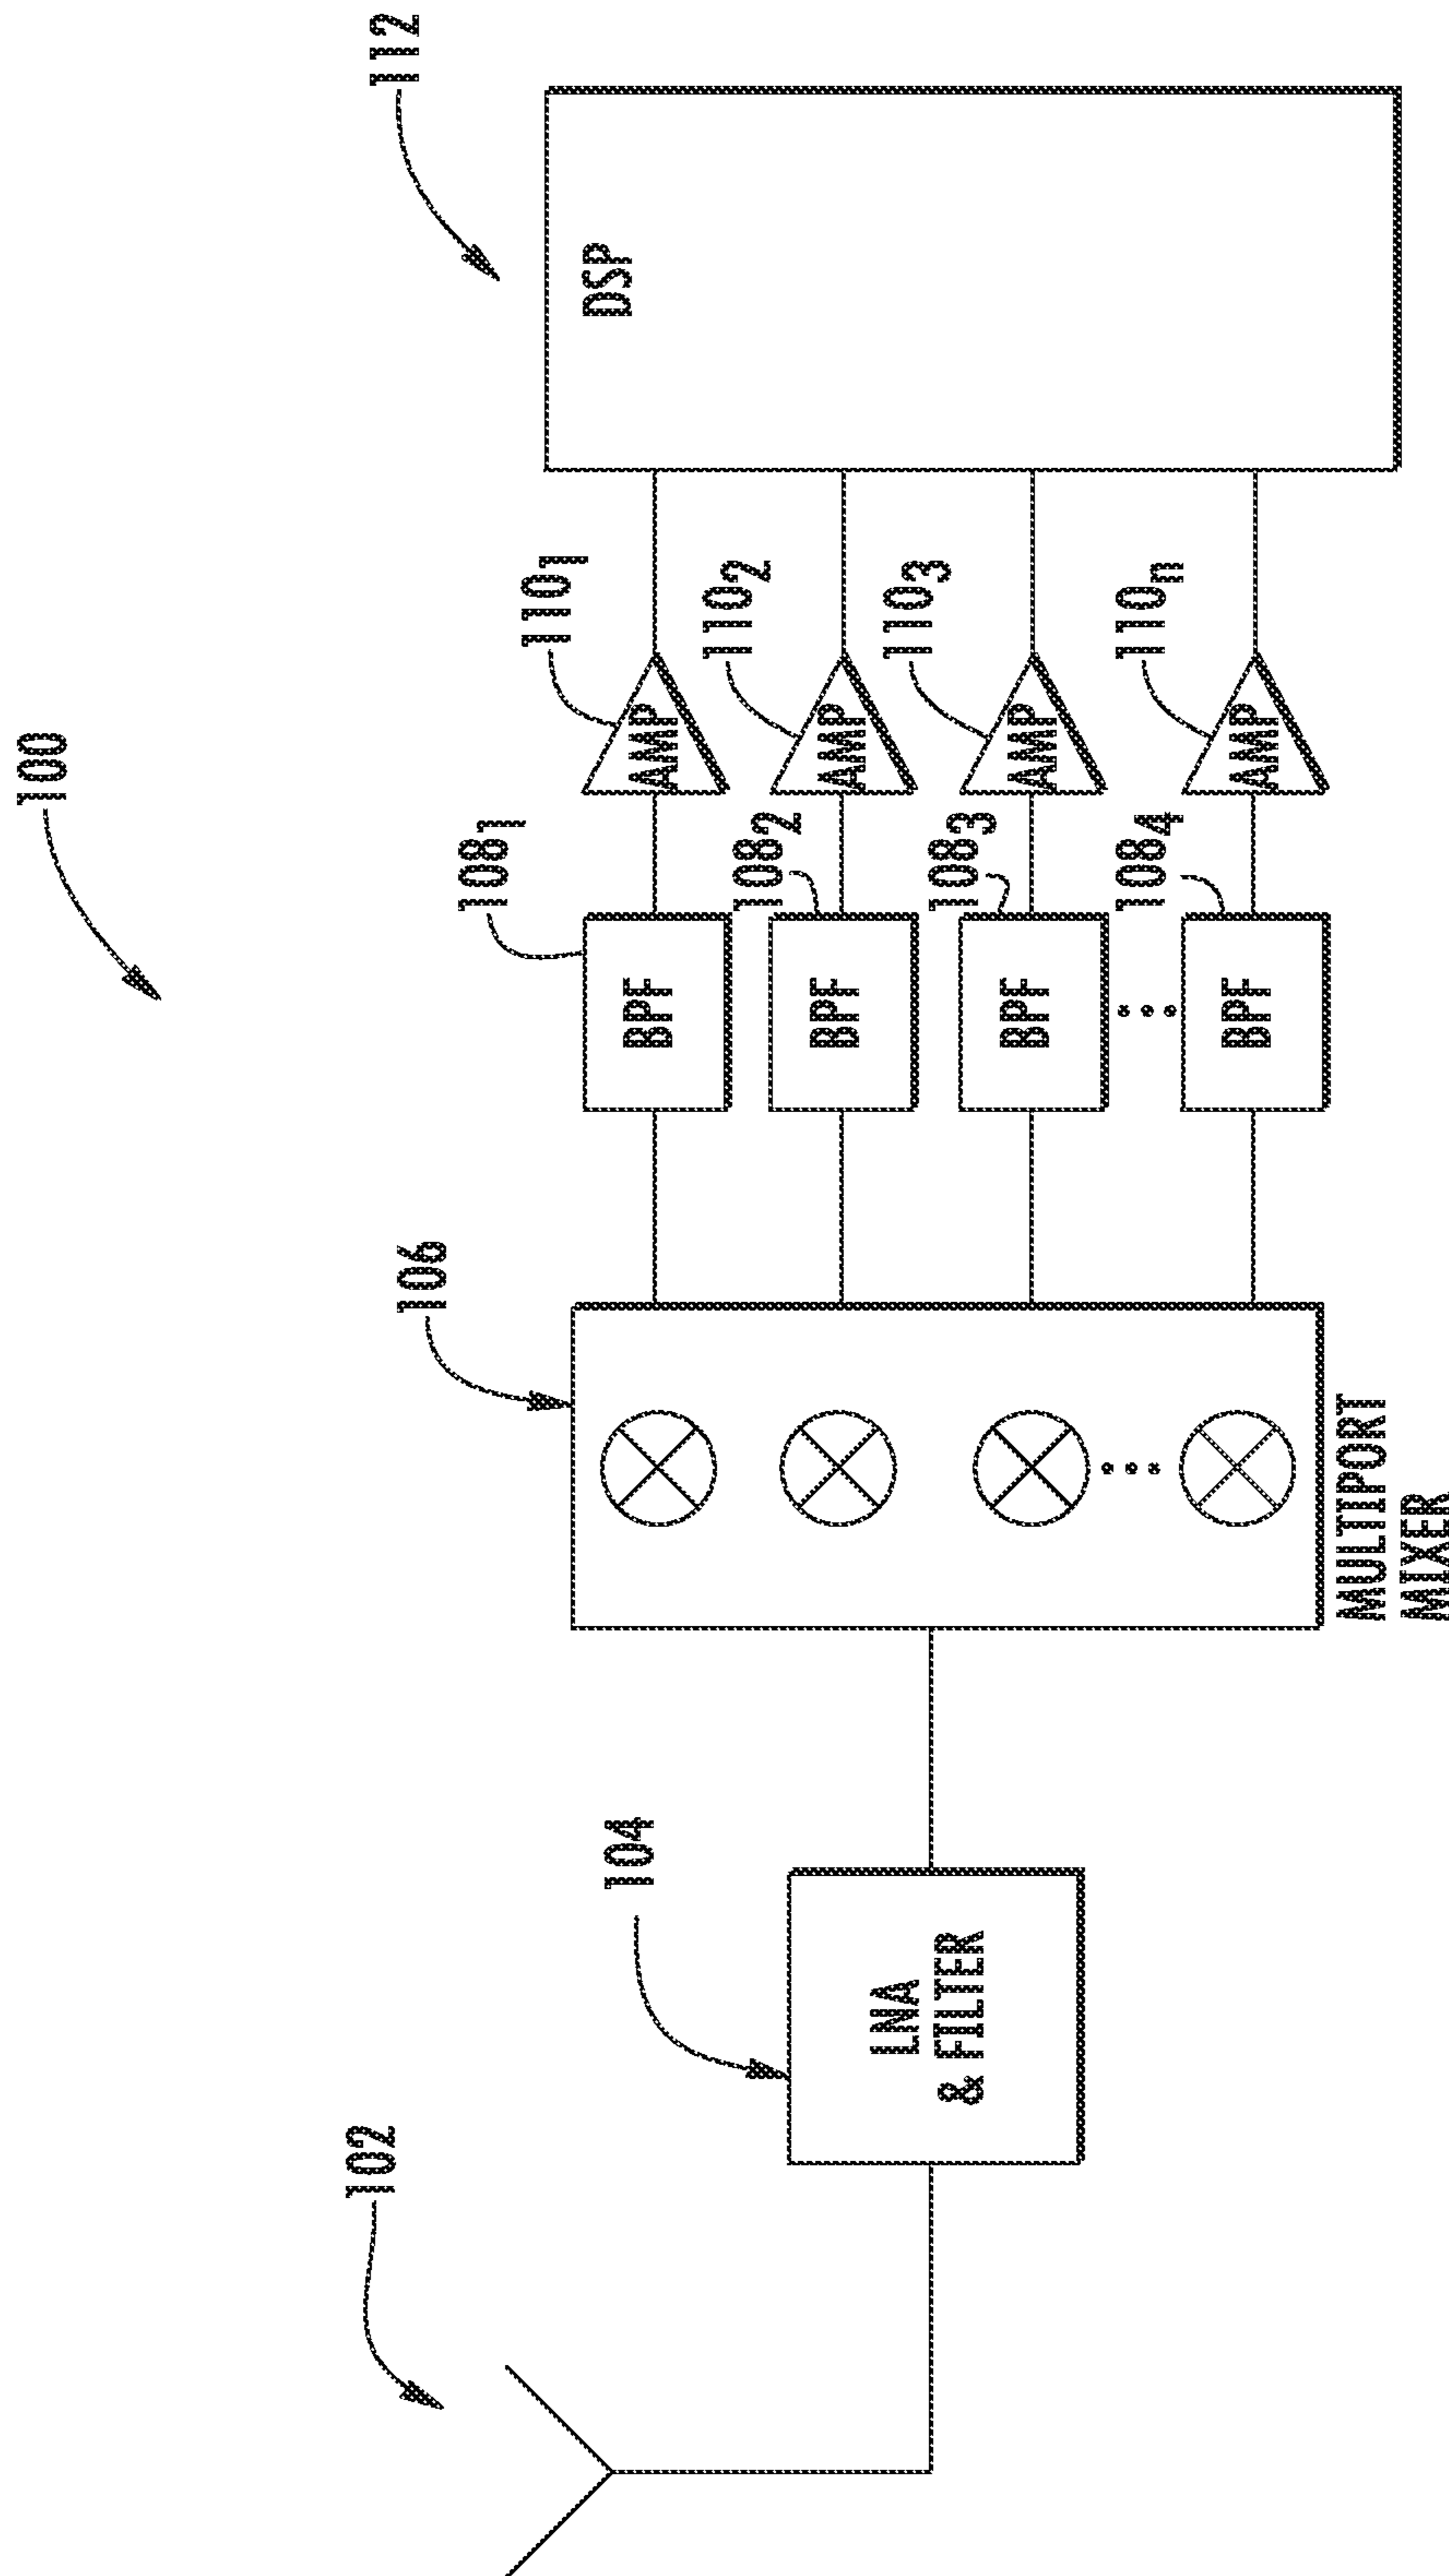 100
102
104
LNA
& FILTER
106
MULTIPORT
MIXER
108₁
BPF
108₂
BPF
108₃
BPF
108₄
BPF
110₁
AMP
110₂
AMP
110₃
AMP
110ₙ
AMP
112
DSP